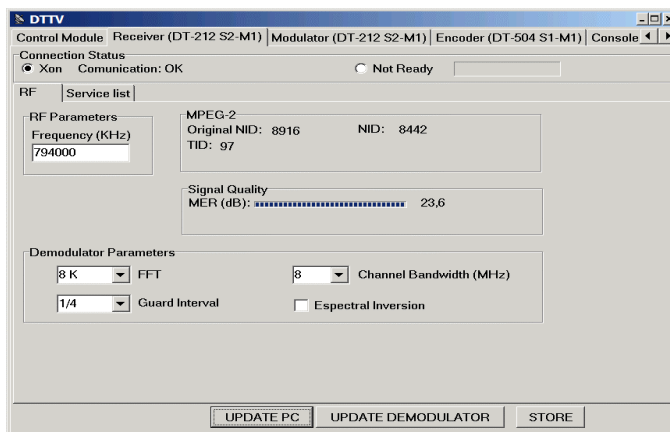 DTTV
Control Module Receiver (DT-212 S2-M1) Modulator (DT-212 S2-M1) Encoder (DT-504 S1-M1) Console
Connection Status
Xon Comunication: OK Not Ready
RF Service list
RF Parameters
Frequency (KHz)
794000
MPEG-2
Original NID: 8916 NID: 8442
TID: 97
Signal Quality
MER (dB): 23,6
Demodulator Parameters
8 K FFT 8 Channel Bandwidth (MHz)
1/4 Guard Interval Espectral Inversion
UPDATE PC UPDATE DEMODULATOR STORE